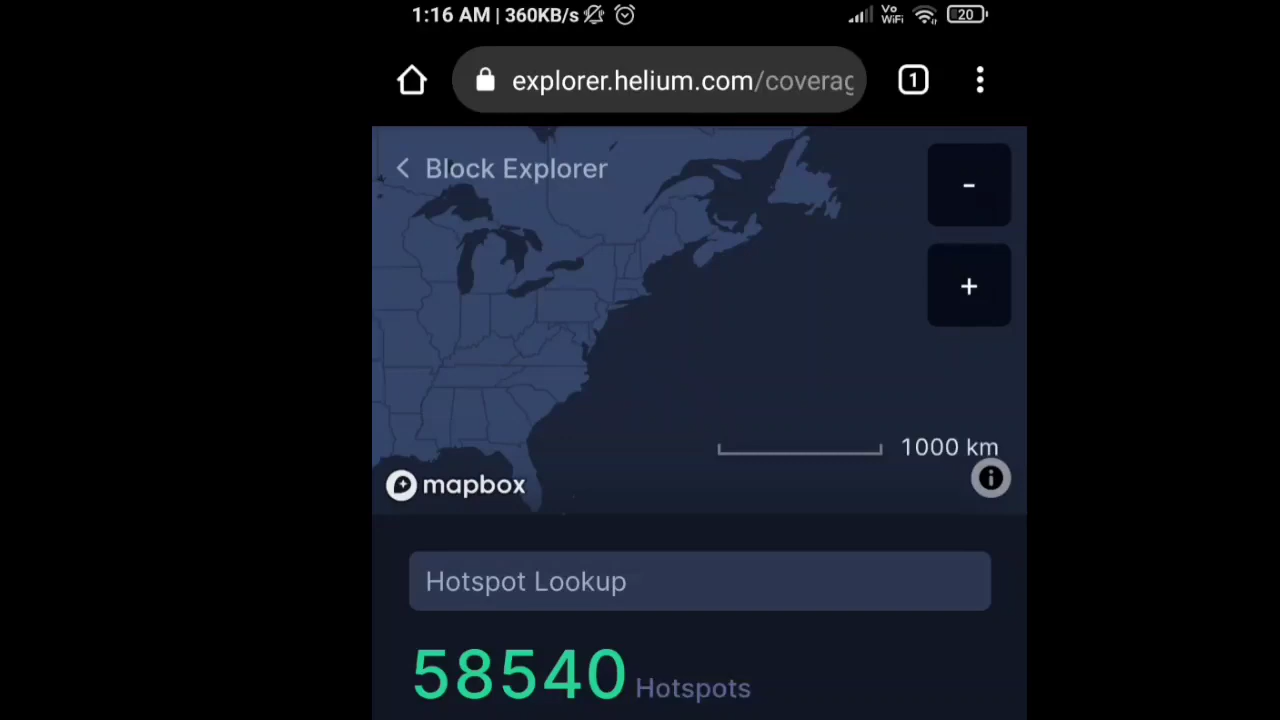 1:16 AM | 360KB/s Vo WiFi 20
explorer.helium.com/coverag 1
Block Explorer
-
+
1000 km
mapbox
Hotspot Lookup
58540 Hotspots